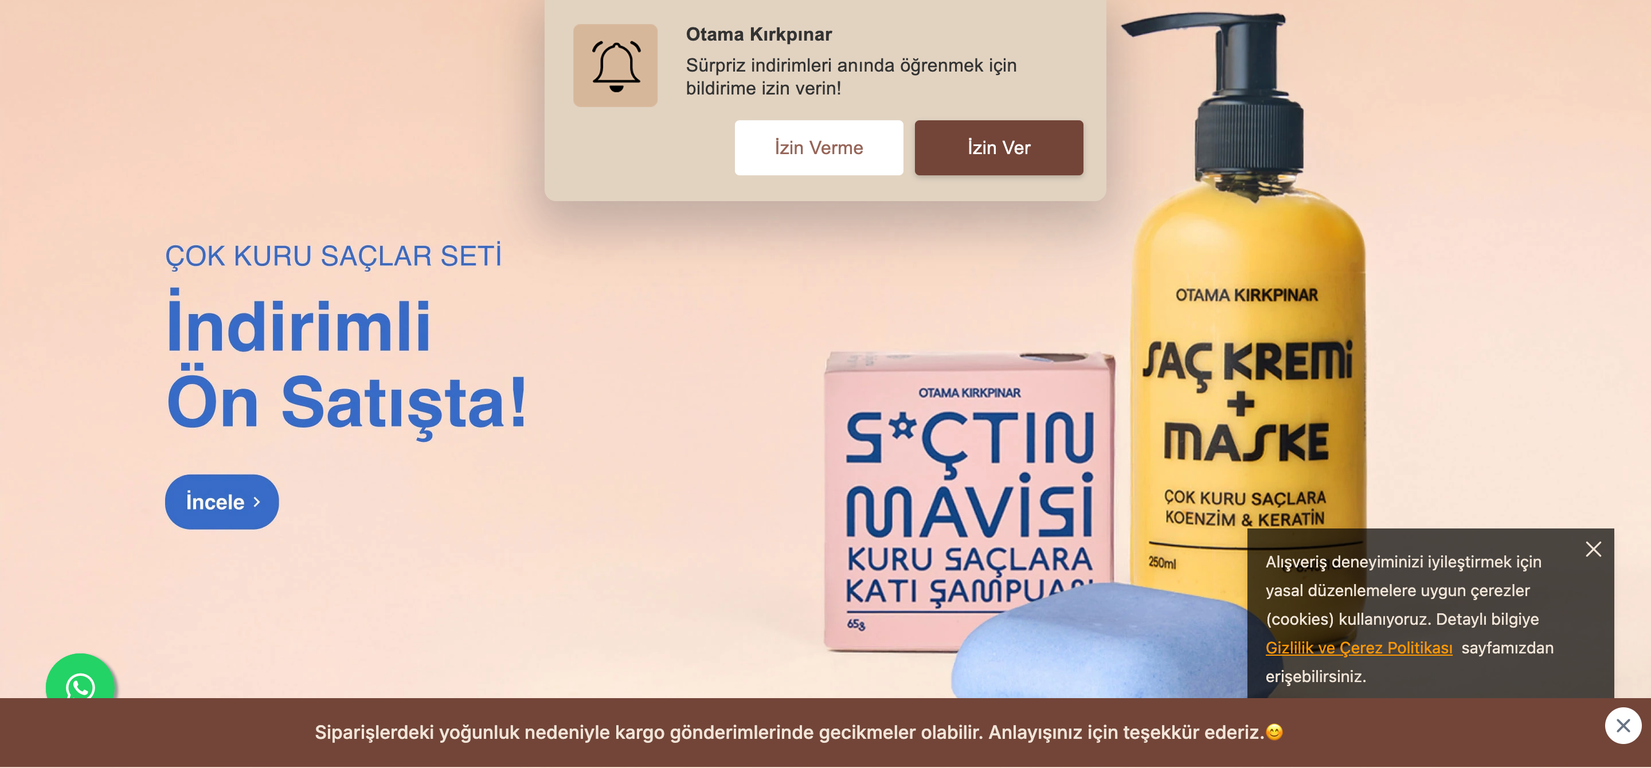 Otama Kırkpınar
Sürpriz indirimleri anında öğrenmek için
bildirime izin verin!
İzin Verme
İzin Ver
ÇOK KURU SAÇLAR SETİ
İndirimli
Ön Satışta!
İncele
OTAMA KIRKPINAR
S*ÇTIN
MAVİSİ
KURU SAÇLARA
KATI ŞAMPUAN
65g
OTAMA KIRKPINAR
SAÇ KREMİ
+
MASKE
ÇOK KURU SAÇLARA
KOENZİM & KERATİN
250ml
Alışveriş deneyiminizi iyileştirmek için
yasal düzenlemelere uygun çerezler
(cookies) kullanıyoruz. Detaylı bilgiye
Gizlilik ve Çerez Politikası sayfamızdan
erişebilirsiniz.
Siparişlerdeki yoğunluk nedeniyle kargo gönderimlerinde gecikmeler olabilir. Anlayışınız için teşekkür ederiz.😊